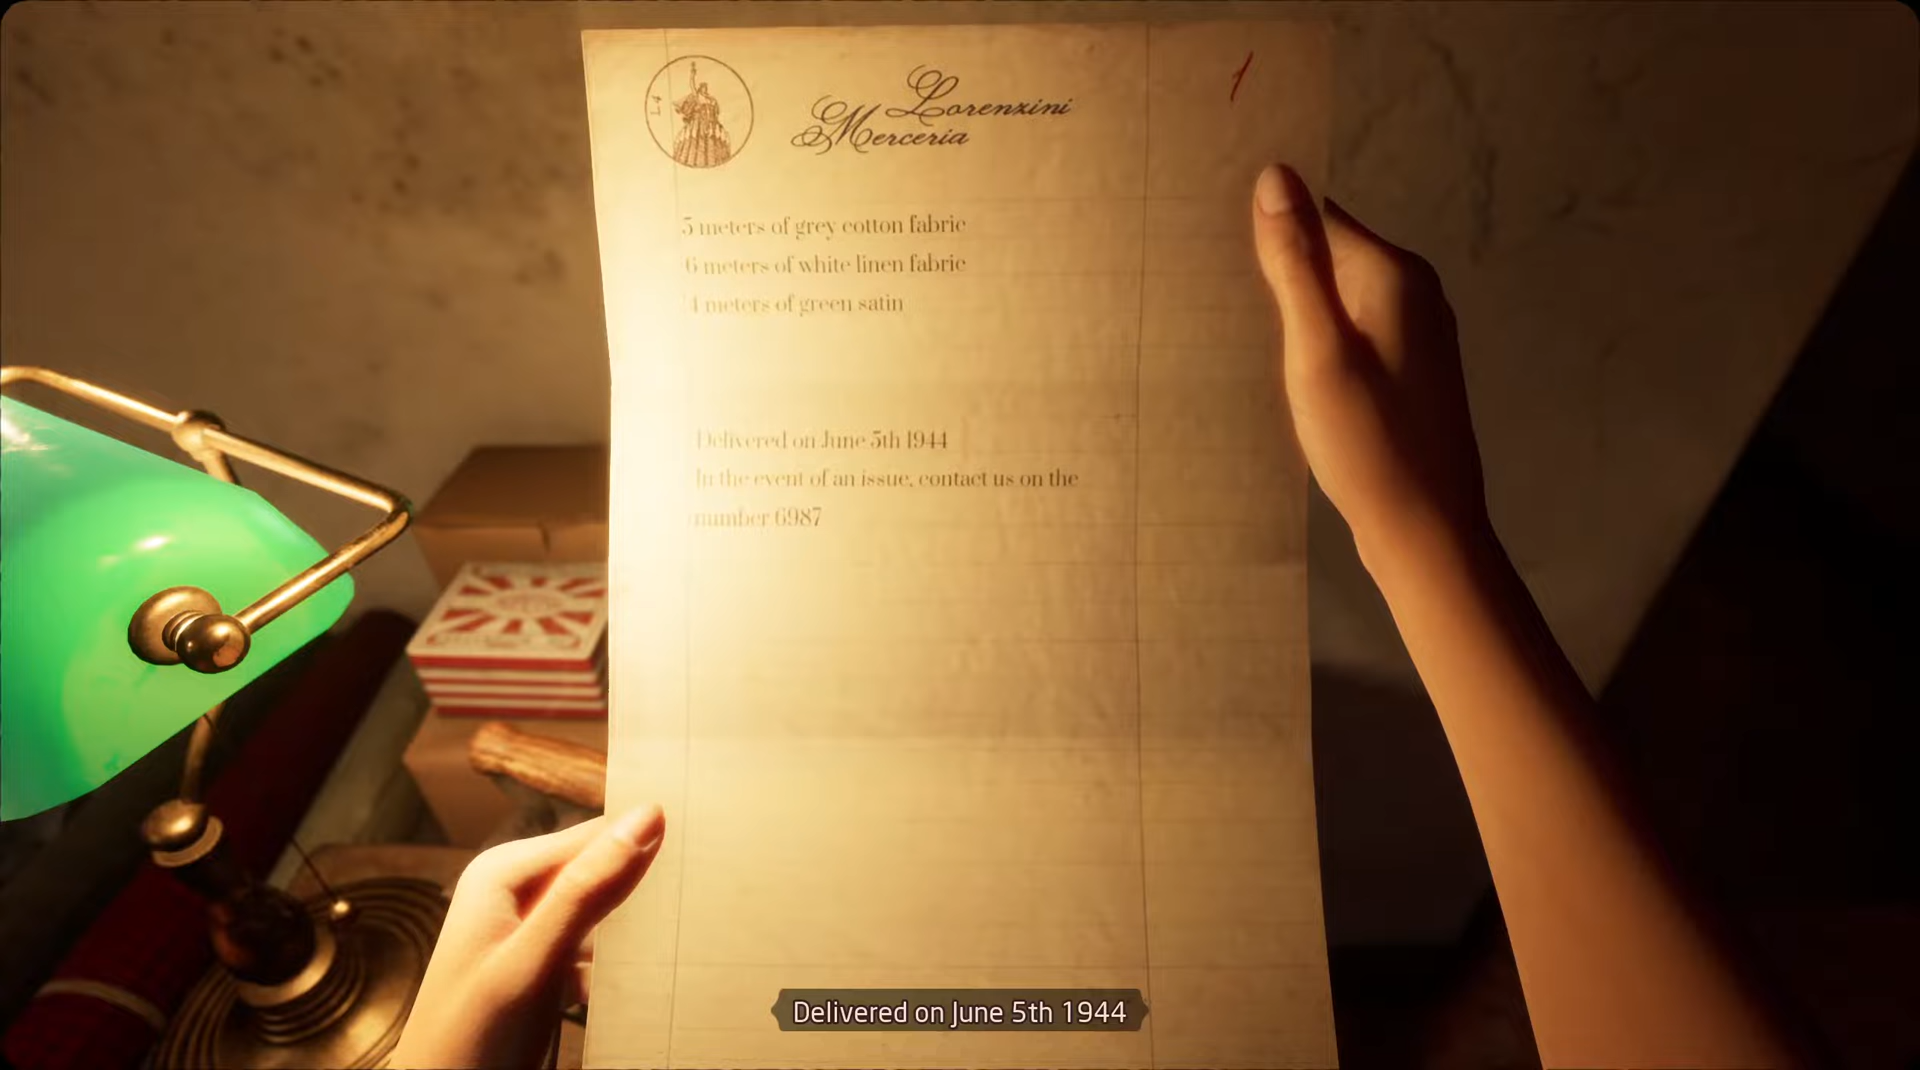 L4
Lorenzini
Merceria
1
5 meters of grey cotton fabric
6 meters of white linen fabric
4 meters of green satin
Delivered on June 5th 1944
In the event of an issue, contact us on the
number 6987
Delivered on June 5th 1944